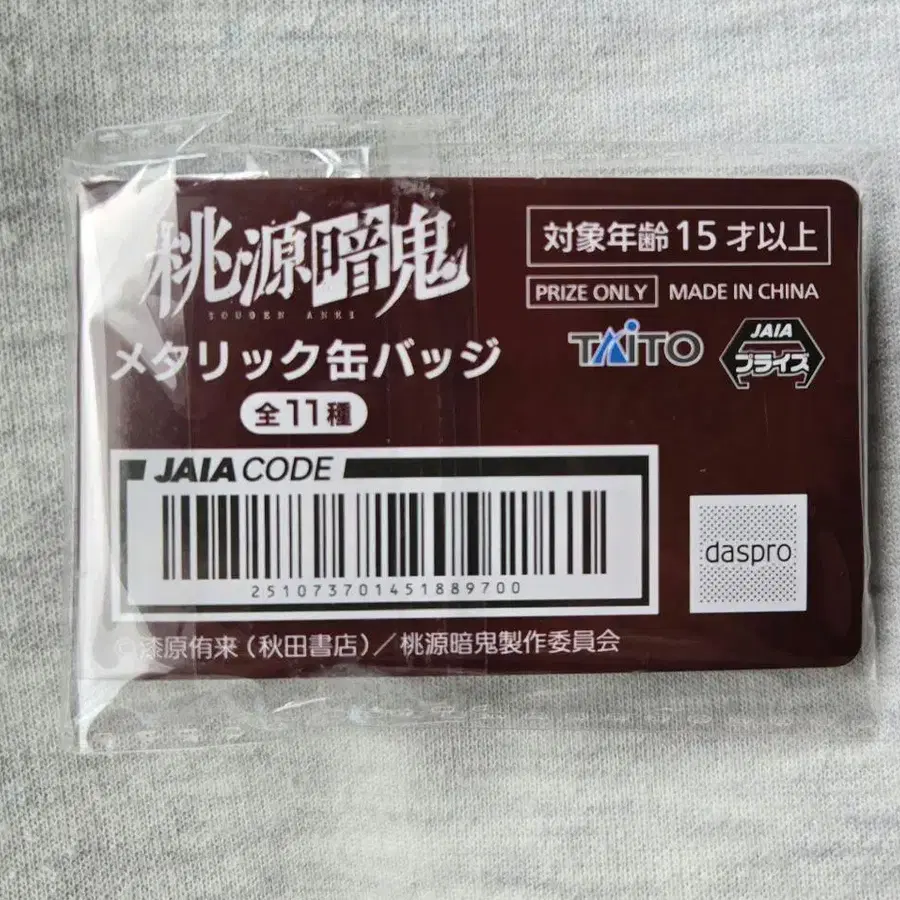 桃源暗鬼
TOUGEN ANKI
メタリック缶バッジ
全11種
対象年齢15才以上
PRIZE ONLY MADE IN CHINA
TAITO
JAIA
プライズ
JAIA CODE
251073701451889700
daspro
©漆原侑来(秋田書店)/桃源暗鬼製作委員会